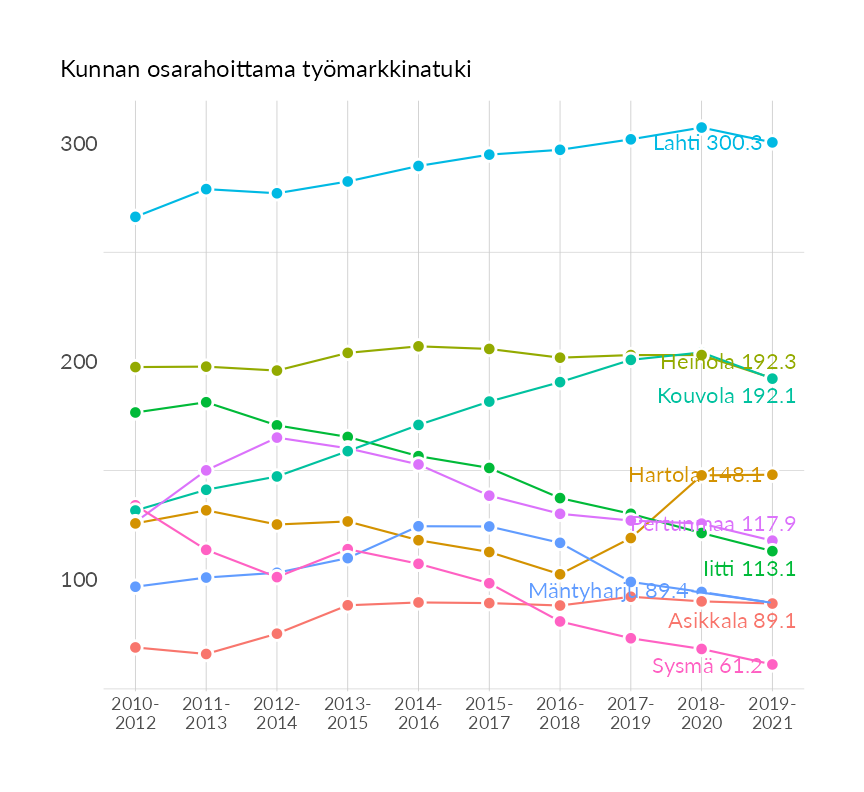 Kunnan osarahoittama työmarkkinatuki
300
Lahti 300.3
200
Heinola 192.3
Kouvola 192.1
Hartola 148.1
Pertunmaa 117.9
Iitti 113.1
100
Mäntyharju 89.4
Asikkala 89.1
Sysmä 61.2
2010- 2011- 2012- 2013- 2014- 2015- 2016- 2017- 2018- 2019-
2012 2013 2014 2015 2016 2017 2018 2019 2020 2021